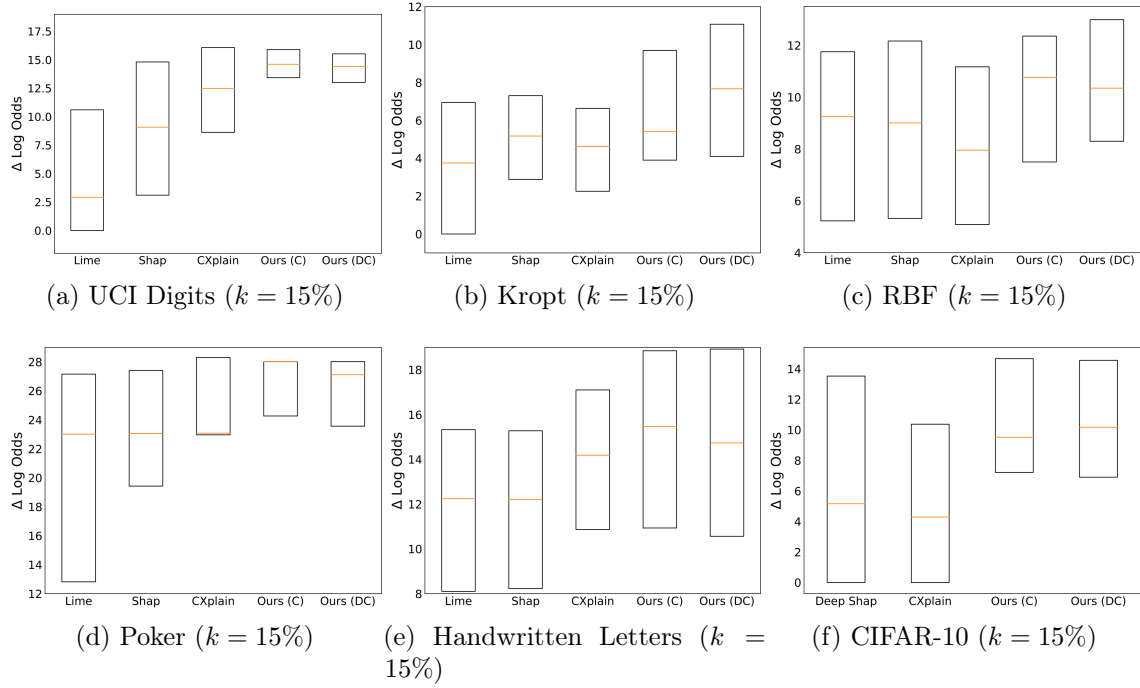 17.5
15.0
12.5
10.0
7.5
5.0
2.5
0.0
Δ Log Odds
Lime Shap CXplain Ours (C) Ours (DC)
(a) UCI Digits (k = 15%)
12
10
8
6
4
2
0
Δ Log Odds
Lime Shap CXplain Ours (C) Ours (DC)
(b) Kropt (k = 15%)
12
10
8
6
4
Δ Log Odds
Lime Shap CXplain Ours (C) Ours (DC)
(c) RBF (k = 15%)
28
26
24
22
20
18
16
14
12
Δ Log Odds
Lime Shap CXplain Ours (C) Ours (DC)
(d) Poker (k = 15%)
18
16
14
12
10
8
Δ Log Odds
Lime Shap CXplain Ours (C) Ours (DC)
(e) Handwritten Letters (k =
15%)
14
12
10
8
6
4
2
0
Δ Log Odds
Deep Shap CXplain Ours (C) Ours (DC)
(f) CIFAR-10 (k = 15%)